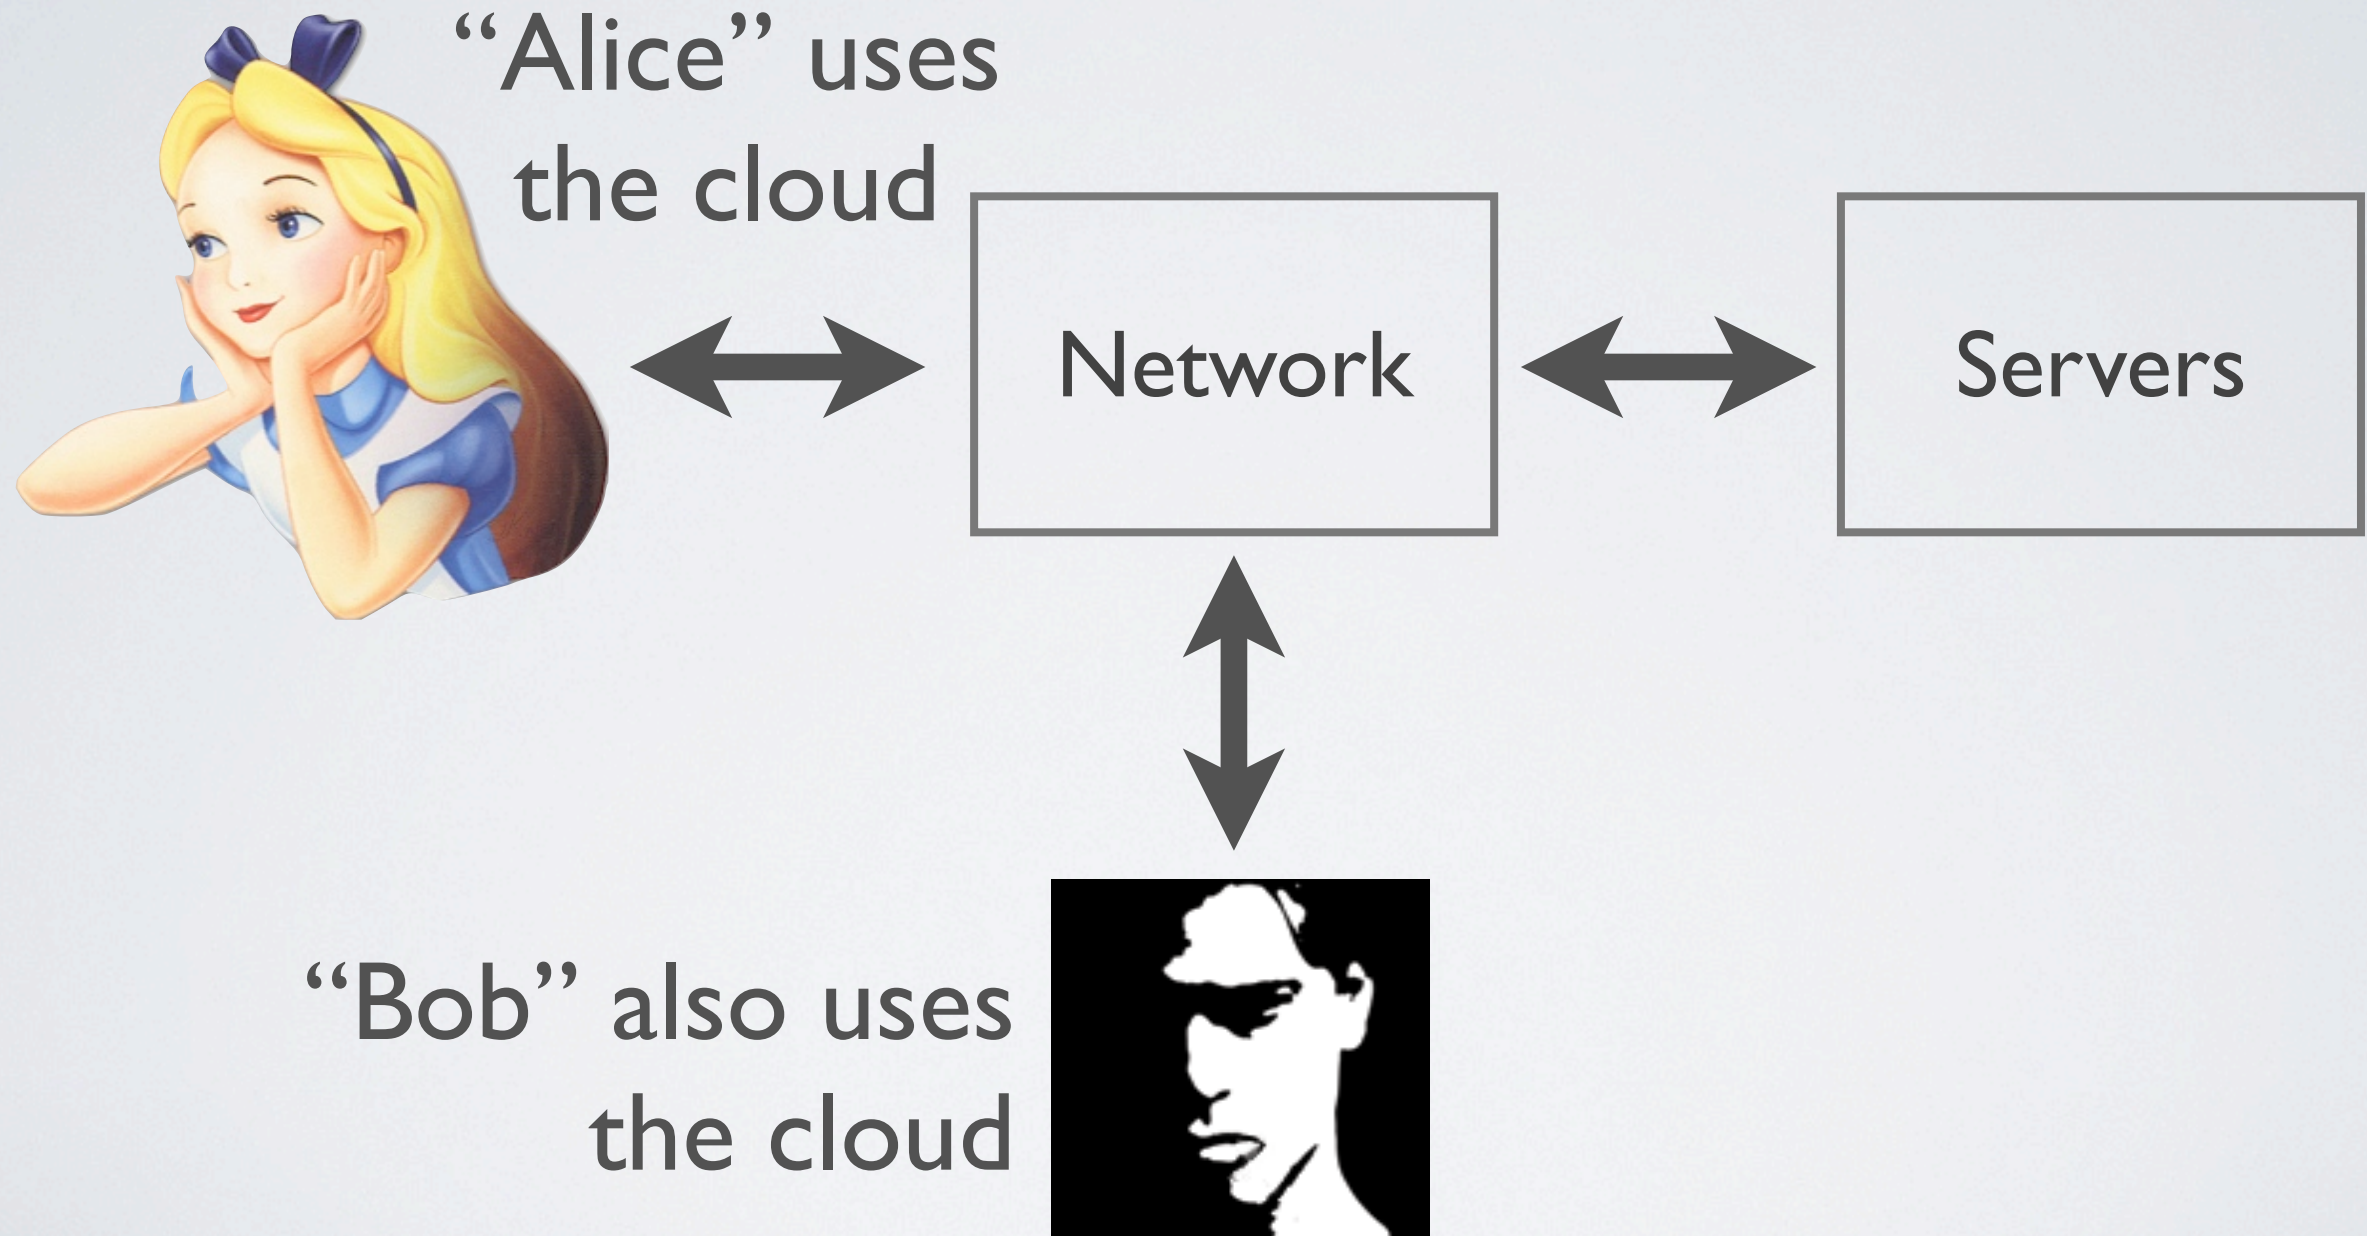 “Alice” uses
the cloud
Network
Servers
“Bob” also uses
the cloud